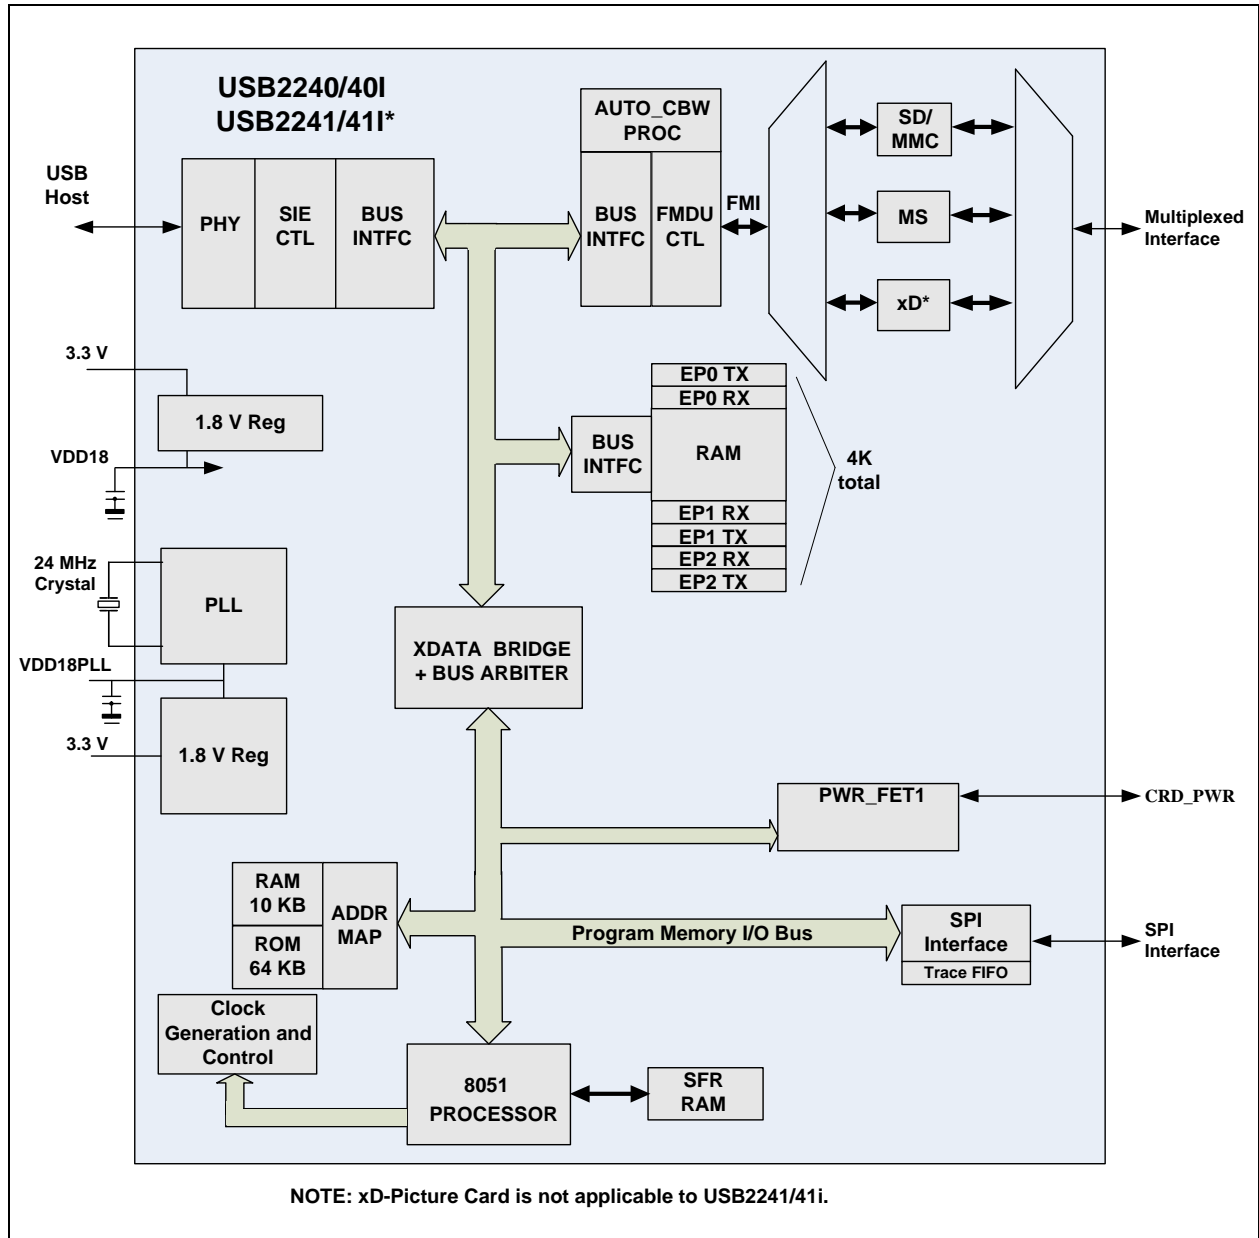 USB2240/40I
USB2241/41I*
USB
Host
PHY
SIE
CTL
BUS
INTFC
AUTO_CBW
PROC
BUS
INTFC
FMDU
CTL
FMI
SD/
MMC
MS
xD*
Multiplexed
Interface
3.3 V
1.8 V Reg
VDD18
EP0 TX
EP0 RX
BUS
INTFC
RAM
EP1 RX
EP1 TX
EP2 RX
EP2 TX
4K
total
24 MHz
Crystal
PLL
VDD18PLL
3.3 V
1.8 V Reg
XDATA BRIDGE
+ BUS ARBITER
PWR_FET1
CRD_PWR
RAM
10 KB
ROM
64 KB
ADDR
MAP
Program Memory I/O Bus
SPI
Interface
Trace FIFO
SPI
Interface
Clock
Generation and
Control
8051
PROCESSOR
SFR
RAM
NOTE: xD-Picture Card is not applicable to USB2241/41i.